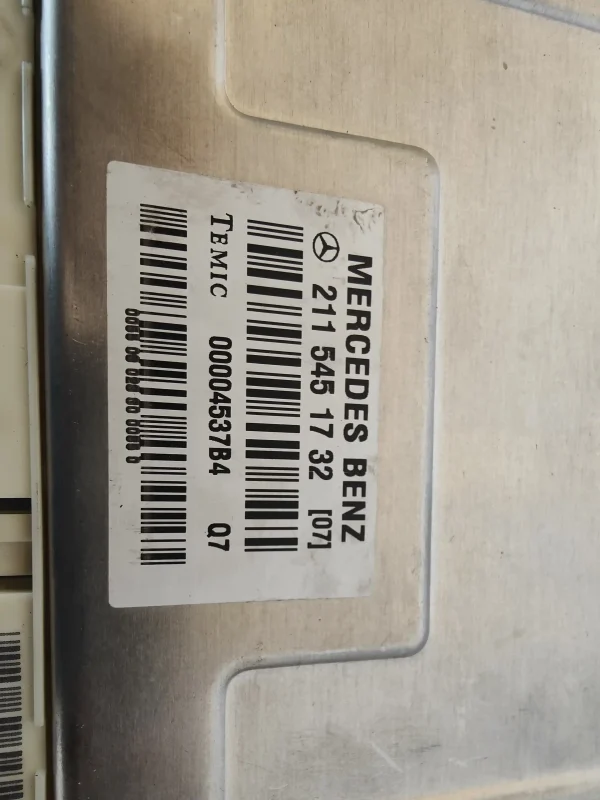 MERCEDES BENZ
211 545 17 32 [07]
TEMIC 00004537B4 Q7